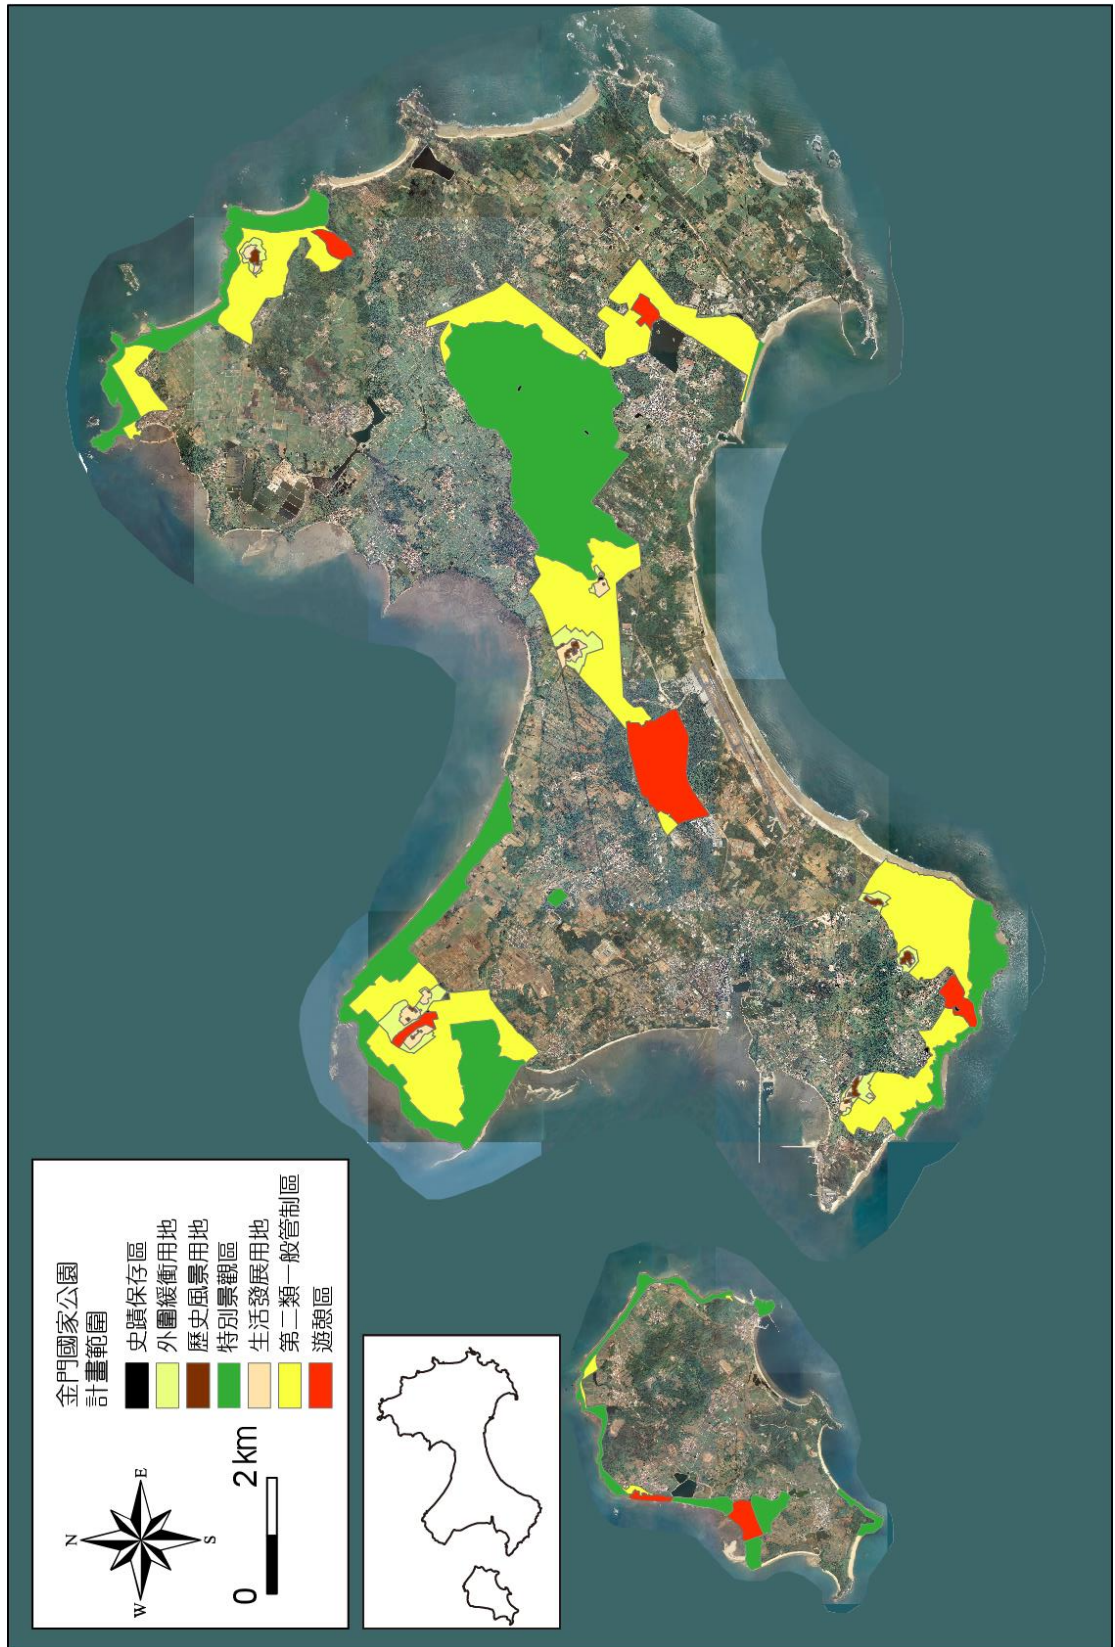 金門國家公園
計畫範圍
史蹟保存區
外圍緩衝用地
歷史風景用地
特別景觀區
生活發展用地
第二類一般管制區
遊憩區
N
W
E
S
0
2 km